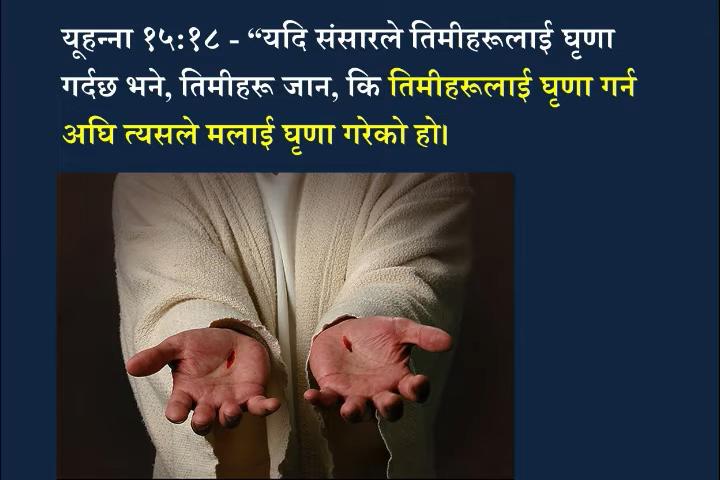 यूहन्ना १५:१८ - “यदि संसारले तिमीहरूलाई घृणा
गर्दछ भने, तिमीहरू जान, कि तिमीहरूलाई घृणा गर्न
अघि त्यसले मलाई घृणा गरेको हो।